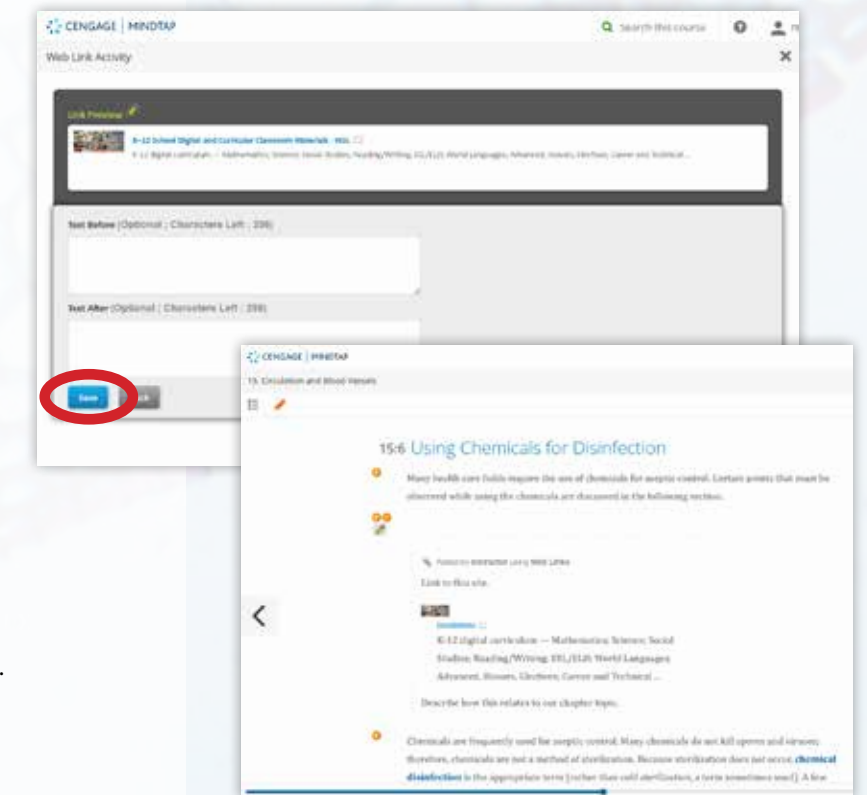 CENGAGE | MINDTAP
Search this course
Web Link Activity
Link Preview
K-12 School Digital and Curricular Classroom Materials - NGL
K-12 digital curriculum — Mathematics, Science, Social Studies, Reading/Writing, ESL/ELD, World Languages, Advanced, Honors, Electives, Career and Technical ...
Text Before (Optional ; Characters Left : 250)
Text After (Optional ; Characters Left : 250)
Save
CENGAGE | MINDTAP
15. Circulation and Blood Vessels
15:6 Using Chemicals for Disinfection
Many health care fields require the use of chemicals for aseptic control. Certain points that must be
observed while using the chemicals are discussed in the following section.
Posted by Instructor using Web Links
Link to this site.
K-12 digital curriculum — Mathematics, Science, Social
Studies, Reading/Writing, ESL/ELD, World Languages,
Advanced, Honors, Electives, Career and Technical ...
Describe how this relates to our chapter topic.
Chemicals are frequently used for aseptic control. Many chemicals do not kill spores and viruses;
therefore, chemicals are not a method of sterilization. Because sterilization does not occur, chemical
disinfection is the appropriate term (rather than cold sterilization, a term sometimes used). A few
.